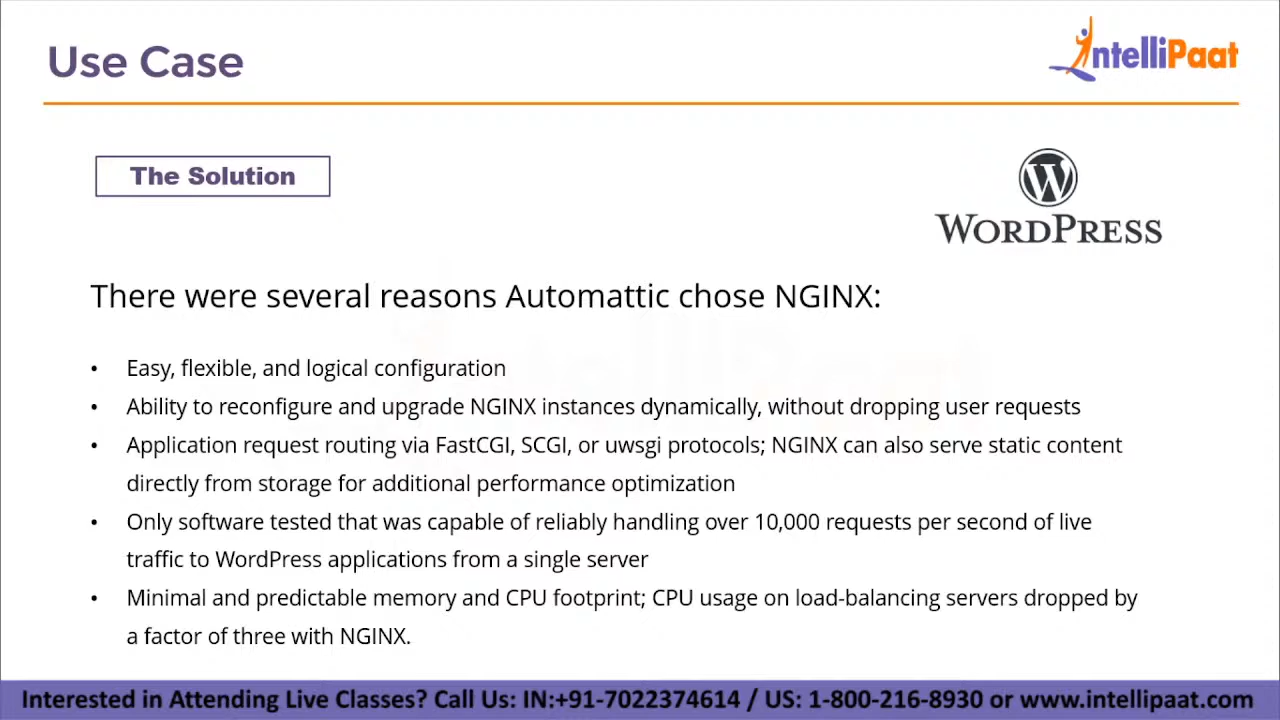 Use Case
IntelliPaat
The Solution
WORDPRESS
There were several reasons Automattic chose NGINX:
• Easy, flexible, and logical configuration
• Ability to reconfigure and upgrade NGINX instances dynamically, without dropping user requests
• Application request routing via FastCGI, SCGI, or uwsgi protocols; NGINX can also serve static content
directly from storage for additional performance optimization
• Only software tested that was capable of reliably handling over 10,000 requests per second of live
traffic to WordPress applications from a single server
• Minimal and predictable memory and CPU footprint; CPU usage on load-balancing servers dropped by
a factor of three with NGINX.
Interested in Attending Live Classes? Call Us: IN:+91-7022374614 / US: 1-800-216-8930 or www.intellipaat.com